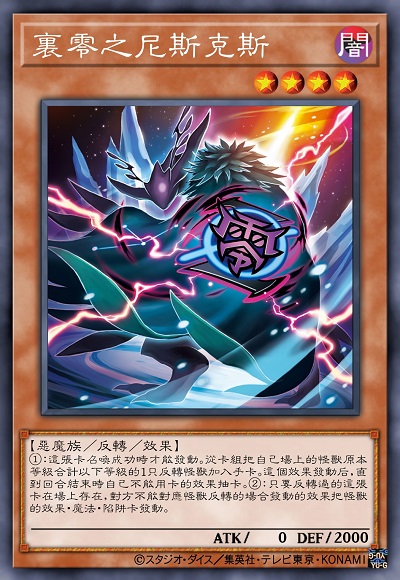 裏零之尼斯克斯
闇
零
【惡魔族／反轉／效果】
①:這張卡召喚成功時才能發動。從卡組把自己場上的怪獸原本
等級合計以下等級的1只反轉怪獸加入手卡。這個效果發動后,直
到回合結束時自己不能用卡的效果抽卡。②:只要反轉過的這張
卡在場上存在,對方不能對應怪獸反轉的場合發動的效果把怪獸
的效果·魔法·陷阱卡發動。
ATK/ 0 DEF/2000
©スタジオ・ダイス／集英社・テレビ東京・KONAMI